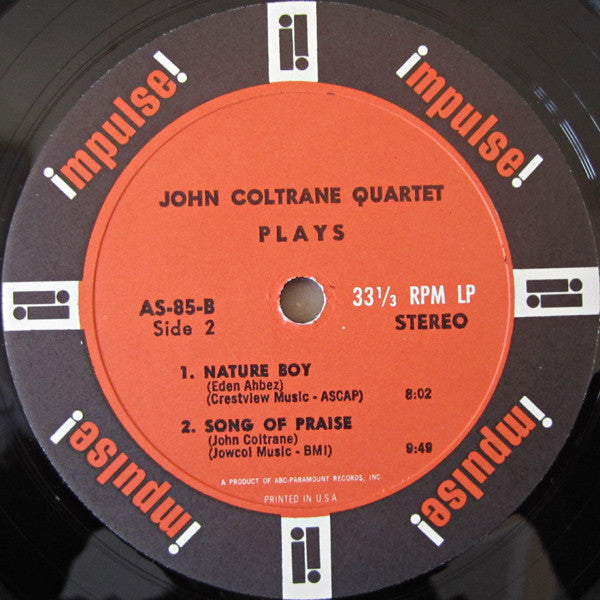 impulse!
impulse!
JOHN COLTRANE QUARTET
PLAYS
AS-85-B
Side 2
33 1/3 RPM LP
STEREO
1. NATURE BOY
(Eden Ahbez)
(Crestview Music - ASCAP) 8:02
2. SONG OF PRAISE
(John Coltrane)
(Jowcol Music - BMI) 9:49
A PRODUCT OF ABC-PARAMOUNT RECORDS, INC
PRINTED IN U.S.A
impulse!
impulse!